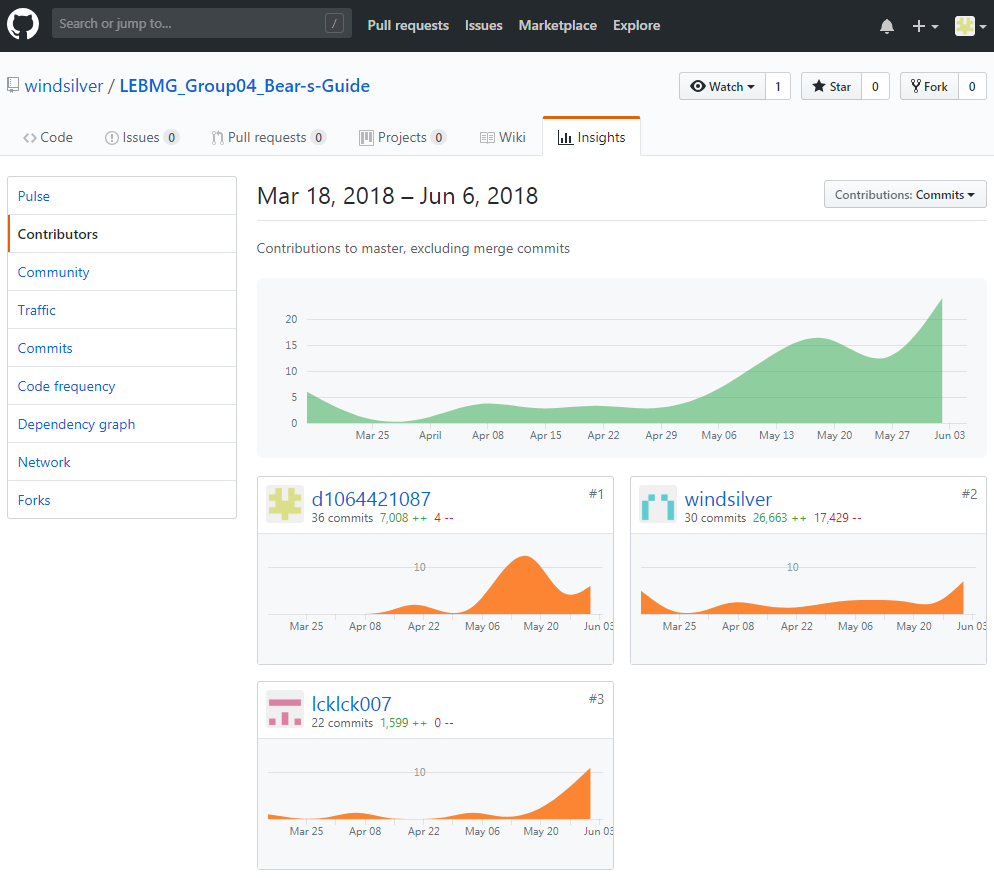 Search or jump to... / Pull requests Issues Marketplace Explore
windsilver / LEBMG_Group04_Bear-s-Guide Watch 1 Star 0 Fork 0
Code Issues 0 Pull requests 0 Projects 0 Wiki Insights
Pulse
Contributors
Community
Traffic
Commits
Code frequency
Dependency graph
Network
Forks
Mar 18, 2018 – Jun 6, 2018 Contributions: Commits
Contributions to master, excluding merge commits
20
15
10
5
0
Mar 25 April Apr 08 Apr 15 Apr 22 Apr 29 May 06 May 13 May 20 May 27 Jun 03
d1064421087 #1
36 commits 7,008 ++ 4 --
10
Mar 25 Apr 08 Apr 22 May 06 May 20 Jun 03
windsilver #2
30 commits 26,663 ++ 17,429 --
10
Mar 25 Apr 08 Apr 22 May 06 May 20 Jun 03
lcklck007 #3
22 commits 1,599 ++ 0 --
10
Mar 25 Apr 08 Apr 22 May 06 May 20 Jun 03